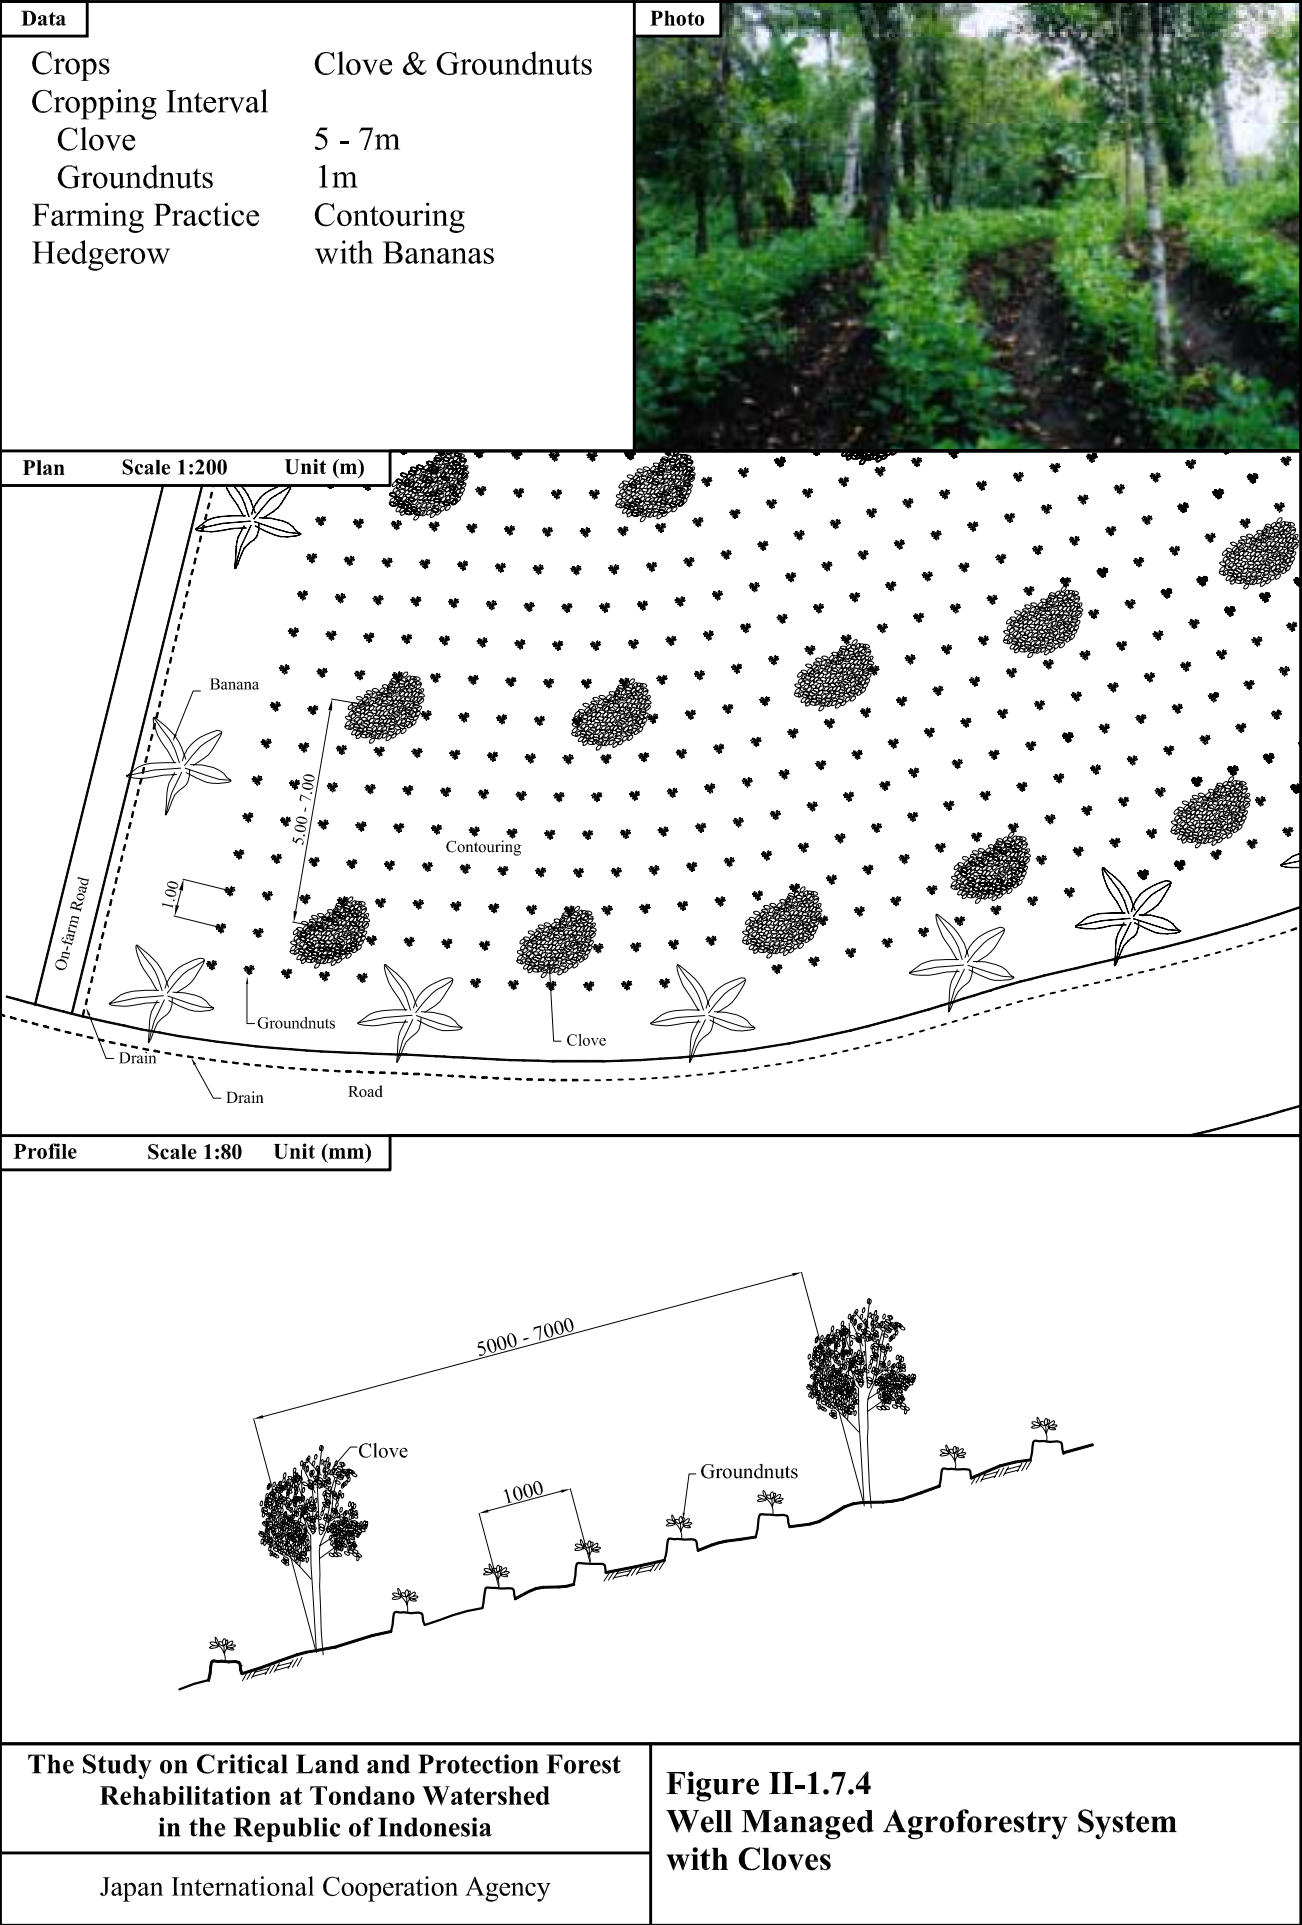 Data
Crops Clove & Groundnuts
Cropping Interval
Clove 5 - 7m
Groundnuts 1m
Farming Practice Contouring
Hedgerow with Bananas
Photo
Plan Scale 1:200 Unit (m)
Banana
5.00 - 7.00
Contouring
1.00
On-farm Road
Groundnuts
Clove
Drain
Drain
Road
Profile Scale 1:80 Unit (mm)
5000 - 7000
Clove
Groundnuts
1000
The Study on Critical Land and Protection Forest
Rehabilitation at Tondano Watershed
in the Republic of Indonesia
Japan International Cooperation Agency
Figure II-1.7.4
Well Managed Agroforestry System
with Cloves